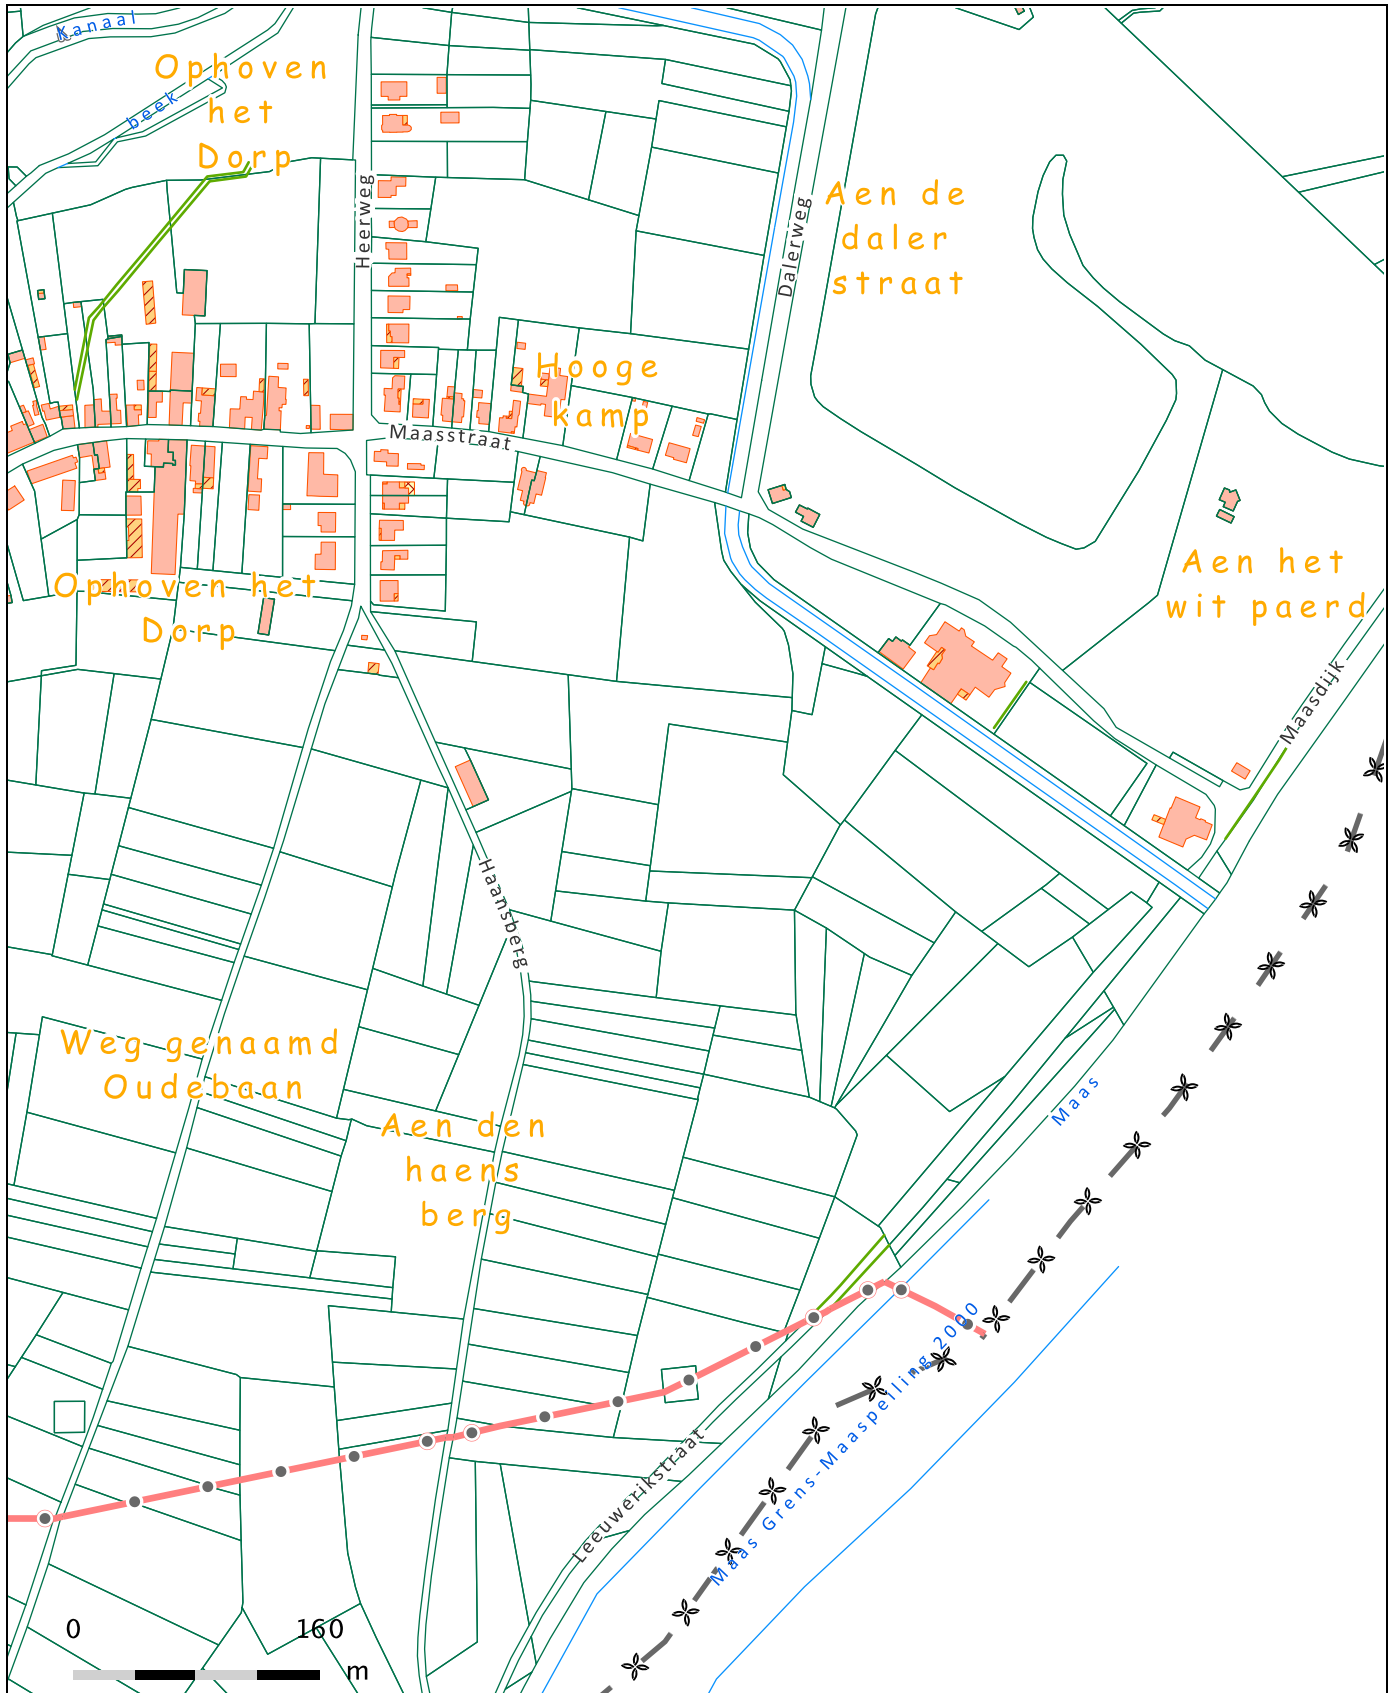 Kanaal
Ophoven
het
Dorp
beek
Heerweg
Dalerweg
Aen de
daler
straat
Hooge
kamp
Maasstraat
Aen het
wit paerd
Ophoven het
Dorp
Maasdijk
Haansberg
Weg genaamd
Oudebaan
Aen den
haens
berg
Maas
Maas Grens-Maaspeiling 2000
Leeuwerikstraat
0 160
m